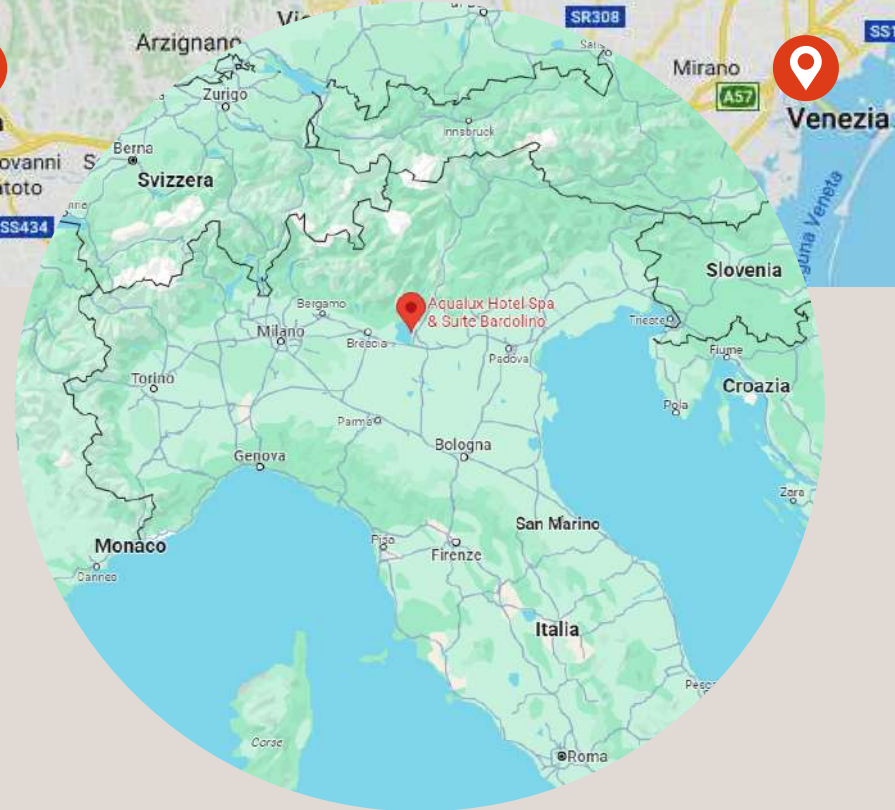 SR308
Arzignano
Mirano
A57
Venezia
Zurigo
Innsbruck
Berna
Svizzera
SS434
Slovenia
Bergamo
Aqualux Hotel Spa
& Suite Bardolino
Milano
Brescia
Trieste
Padova
Fiume
Torino
Croazia
Pola
Parma
Bologna
Genova
Zara
San Marino
Monaco
Pisa
Firenze
Cannes
Italia
Corse
Roma